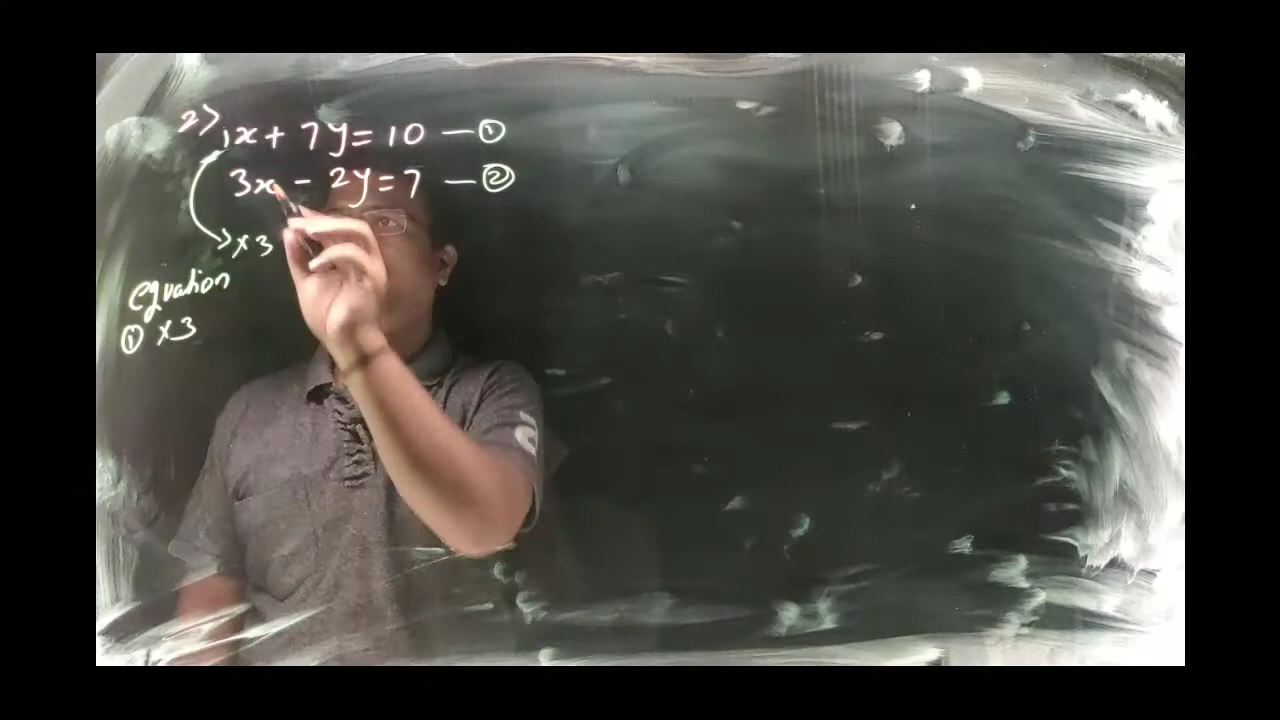 2> 1x + 7y = 10 — ①
3x - 2y = 7 — ②
x 3
equation
① x 3